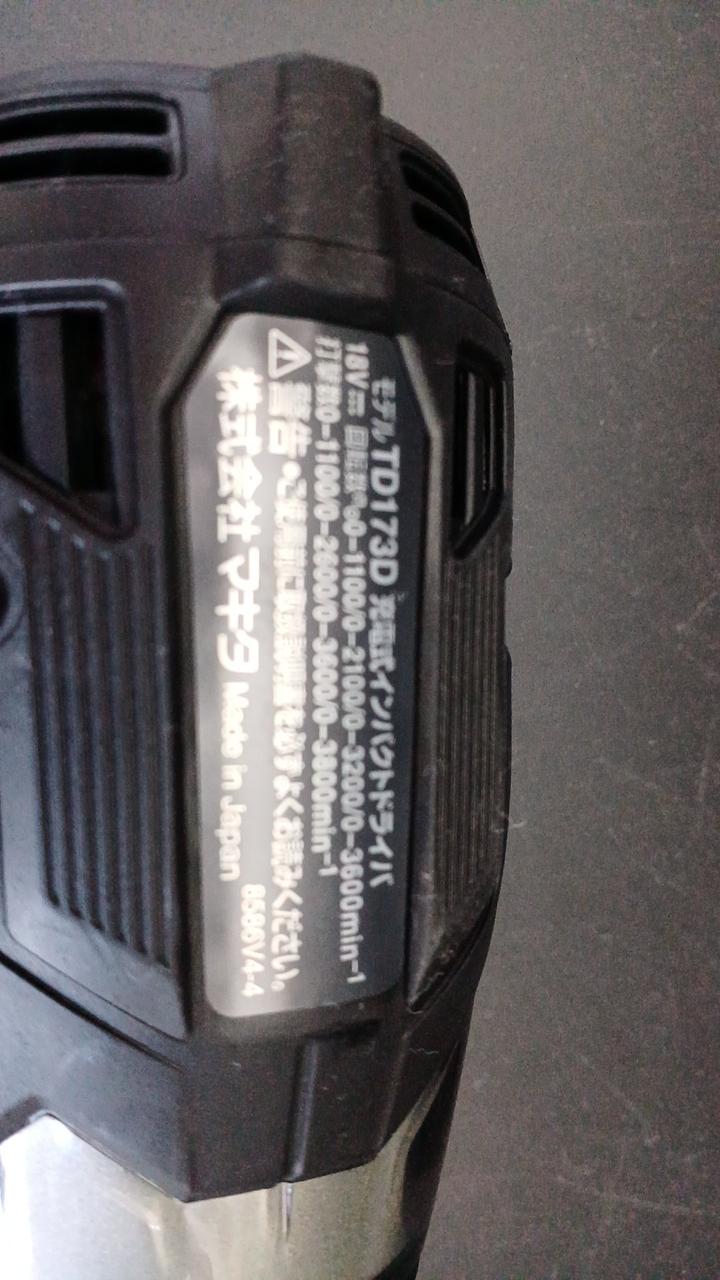 モデル TD173D 充電式インパクトドライバ
18V⎓ 回転数 0-1100/0-2100/0-3200/0-3600min⁻¹
打撃数0-1100/0-2600/0-3600/0-3800min⁻¹
⚠警告 ●ご使用前に取扱説明書を必ずよくお読みください。
株式会社マキタ Made in Japan 8586V4-4